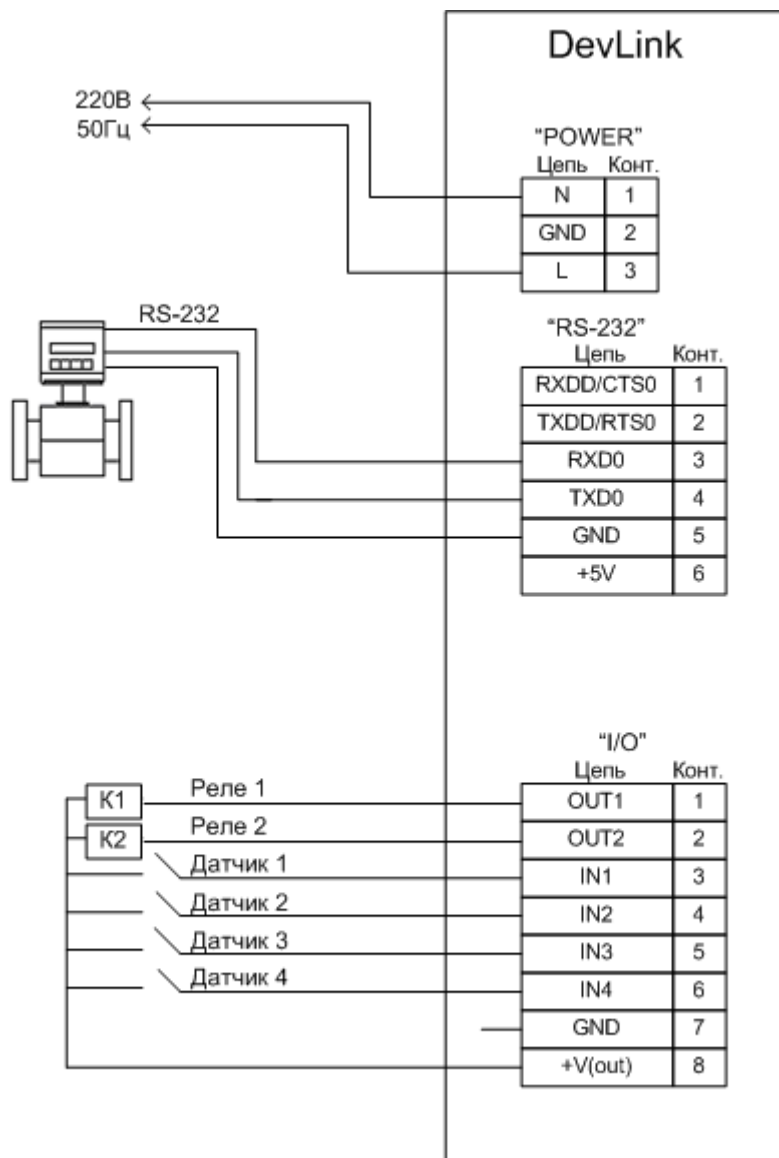 DevLink
220В
50Гц
“POWER”
Цепь Конт.
N 1
GND 2
L 3
RS-232
“RS-232”
Цепь Конт.
RXDD/CTS0 1
TXDD/RTS0 2
RXD0 3
TXD0 4
GND 5
+5V 6
“I/O”
Цепь Конт.
К1 Реле 1 OUT1 1
К2 Реле 2 OUT2 2
Датчик 1 IN1 3
Датчик 2 IN2 4
Датчик 3 IN3 5
Датчик 4 IN4 6
GND 7
+V(out) 8